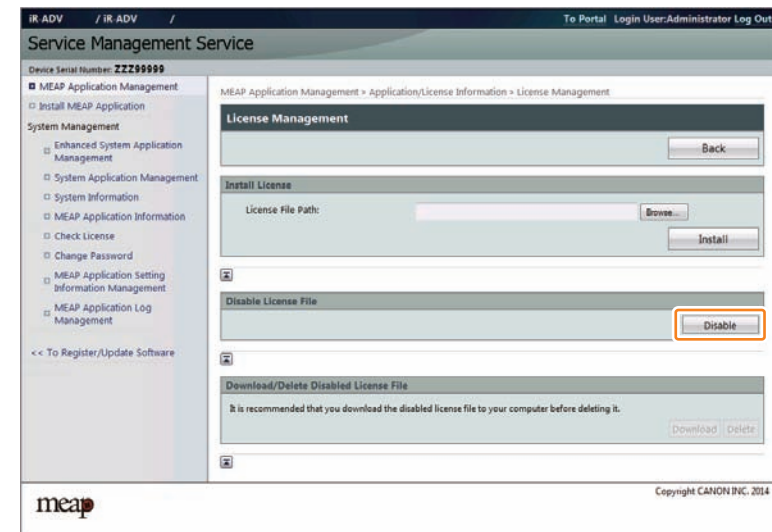 iR-ADV / iR-ADV / To Portal Login User:Administrator Log Out
Service Management Service
Device Serial Number: ZZZ99999
MEAP Application Management
Install MEAP Application
System Management
Enhanced System Application
Management
System Application Management
System Information
MEAP Application Information
Check License
Change Password
MEAP Application Setting
Information Management
MEAP Application Log
Management
<< To Register/Update Software
MEAP Application Management > Application/License Information > License Management
License Management
Back
Install License
License File Path:
Browse...
Install
Disable License File
Disable
Download/Delete Disabled License File
It is recommended that you download the disabled license file to your computer before deleting it.
Download Delete
meap
Copyright CANON INC. 2014